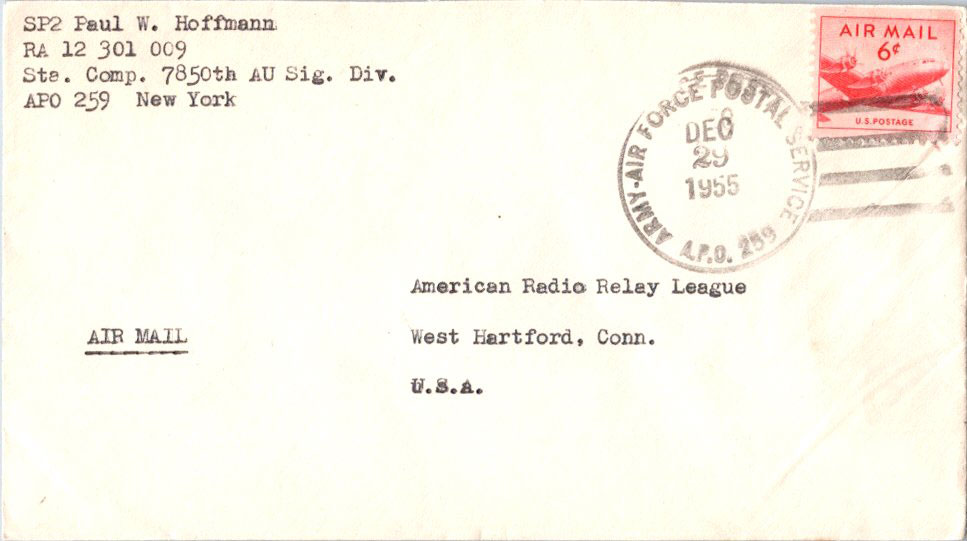 SP2 Paul W. Hoffmann
RA 12 301 009
Sta. Comp. 7850th AU Sig. Div.
APO 259 New York
AIR MAIL
6¢
U.S. POSTAGE
ARMY-AIR FORCE POSTAL SERVICE
DEC
29
1955
A.P.O. 259
American Radio Relay League
AIR MAIL
West Hartford, Conn.
U.S.A.